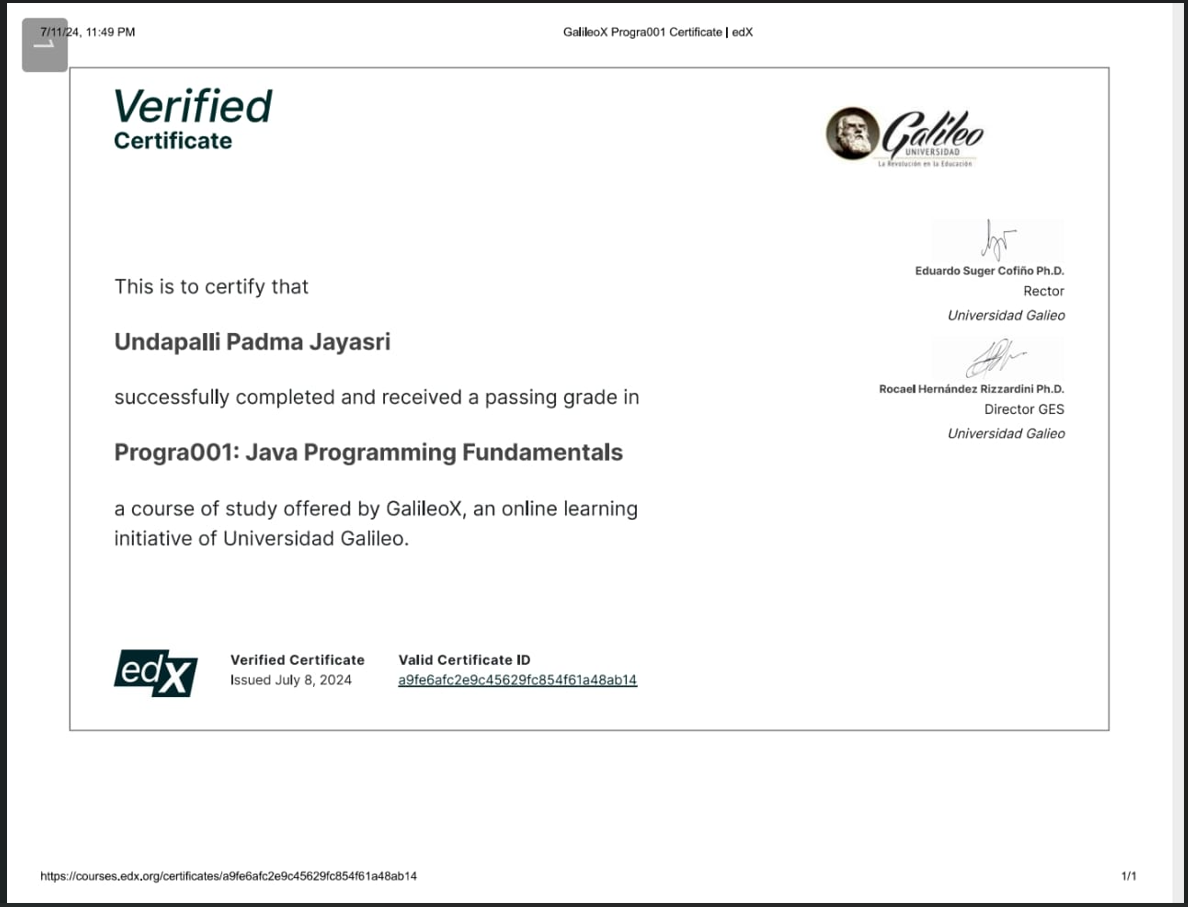 7/11/24, 11:49 PM
GalileoX Progra001 Certificate | edX
1
Verified
Certificate
Galileo
UNIVERSIDAD
La Revolución en la Educación
Eduardo Suger Cofiño Ph.D.
Rector
Universidad Galieo
Rocael Hernández Rizzardini Ph.D.
Director GES
Universidad Galieo
This is to certify that
Undapalli Padma Jayasri
successfully completed and received a passing grade in
Progra001: Java Programming Fundamentals
a course of study offered by GalileoX, an online learning
initiative of Universidad Galileo.
edX
Verified Certificate
Issued July 8, 2024
Valid Certificate ID
a9fe6afc2e9c45629fc854f61a48ab14
https://courses.edx.org/certificates/a9fe6afc2e9c45629fc854f61a48ab14
1/1